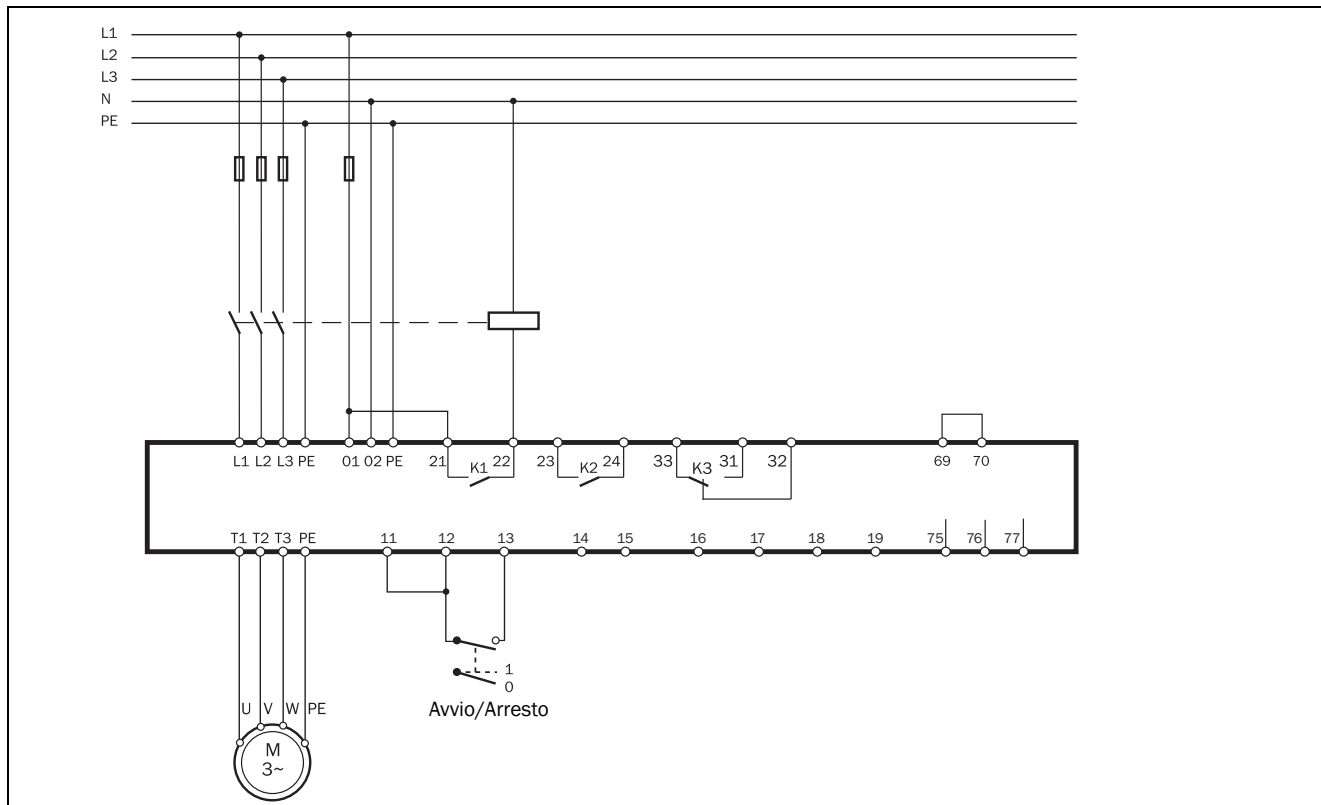 L1
L2
L3
N
PE
L1 L2 L3 PE 01 02 PE 21 K1 22 23 K2 24 33 K3 31 32 69 70
T1 T2 T3 PE 11 12 13 14 15 16 17 18 19 75 76 77
1
0
U V W PE
Avvio/Arresto
M
3~